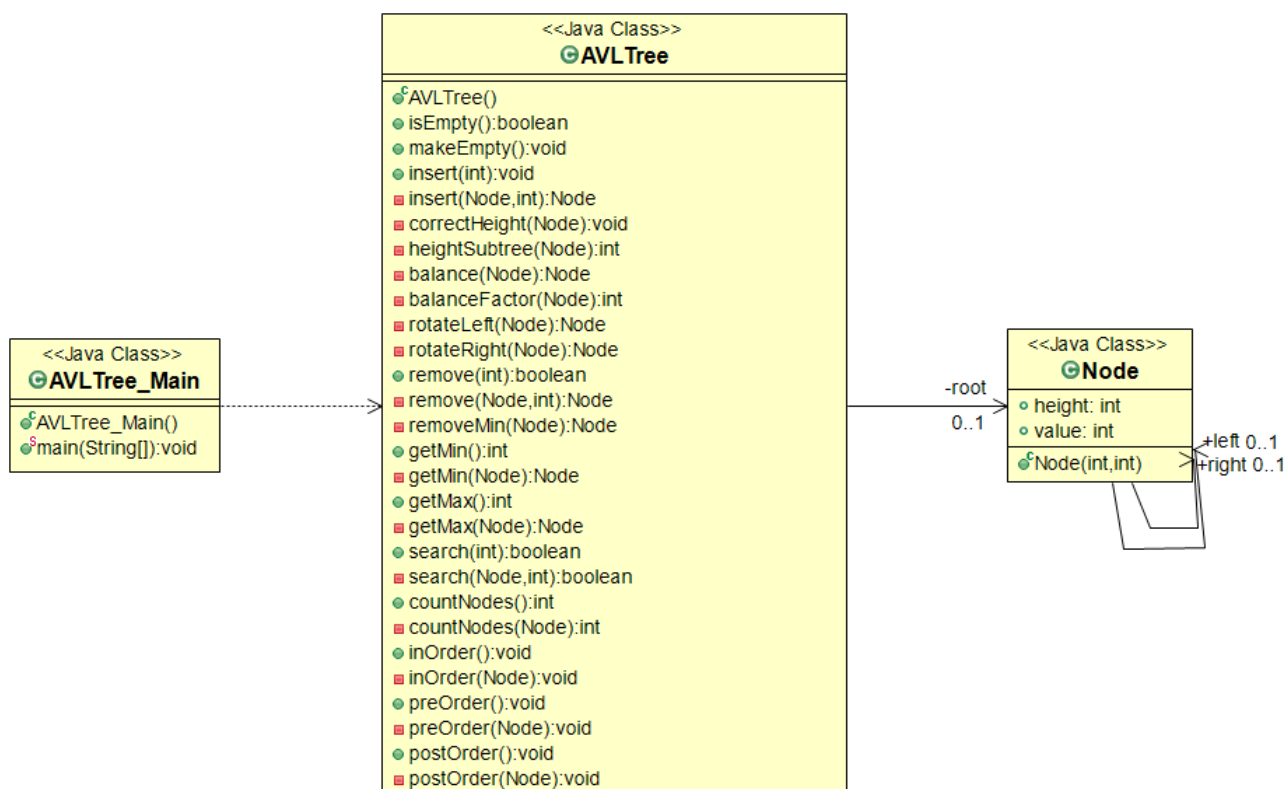 <<Java Class>>
AVLTree_Main
AVLTree_Main()
main(String[]):void
<<Java Class>>
AVLTree
AVLTree()
isEmpty():boolean
makeEmpty():void
insert(int):void
insert(Node,int):Node
correctHeight(Node):void
heightSubtree(Node):int
balance(Node):Node
balanceFactor(Node):int
rotateLeft(Node):Node
rotateRight(Node):Node
remove(int):boolean
remove(Node,int):Node
removeMin(Node):Node
getMin():int
getMin(Node):Node
getMax():int
getMax(Node):Node
search(int):boolean
search(Node,int):boolean
countNodes():int
countNodes(Node):int
inOrder():void
inOrder(Node):void
preOrder():void
preOrder(Node):void
postOrder():void
postOrder(Node):void
-root
0..1
<<Java Class>>
Node
height: int
value: int
Node(int,int)
+left 0..1
+right 0..1